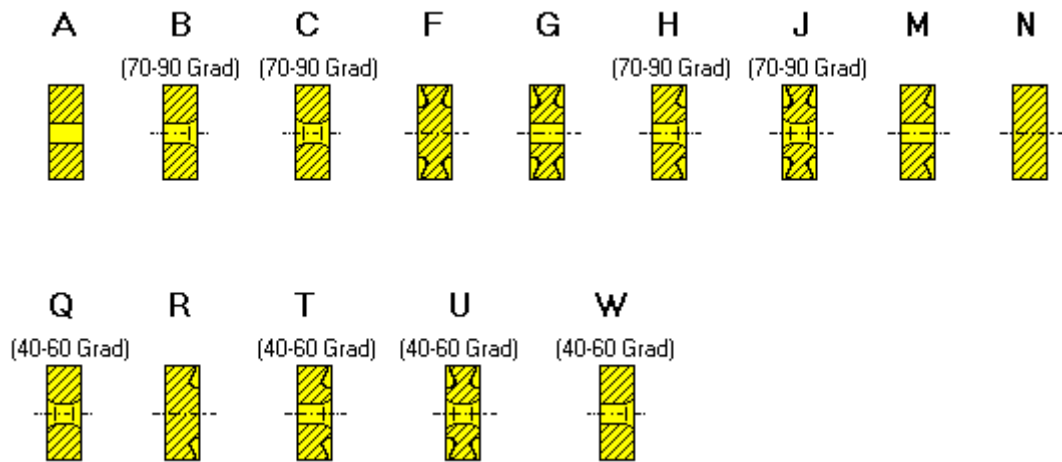 A B C F G H J M N
(70-90 Grad) (70-90 Grad) (70-90 Grad) (70-90 Grad)
Q R T U W
(40-60 Grad) (40-60 Grad) (40-60 Grad) (40-60 Grad)